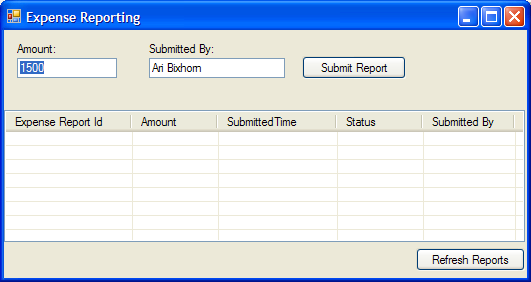 Expense Reporting
Amount: Submitted By:
1500 Ari Bixhorn Submit Report
Expense Report Id Amount SubmittedTime Status Submitted By
Refresh Reports